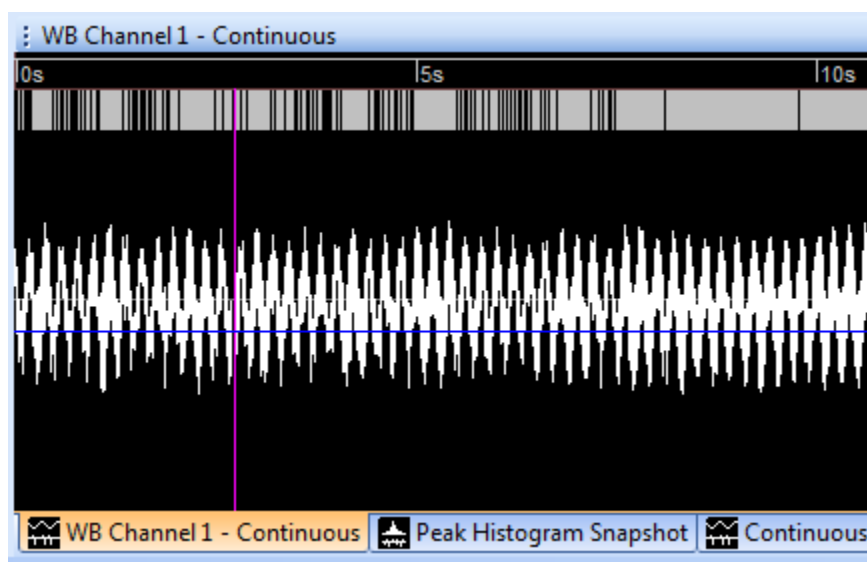 WB Channel 1 - Continuous
0s 5s 10s
WB Channel 1 - Continuous Peak Histogram Snapshot Continuous